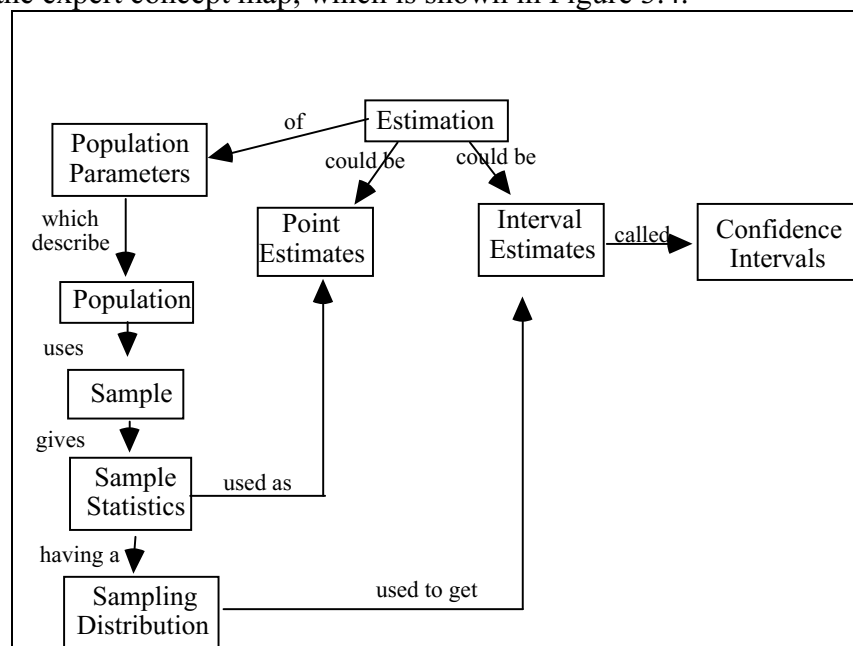 the expert concept map, which is shown in Figure 5.4.
of
Estimation
Population
Parameters
could be
could be
which
describe
Point
Estimates
Interval
Estimates
called
Confidence
Intervals
Population
uses
Sample
gives
Sample
Statistics
used as
having a
Sampling
Distribution
used to get